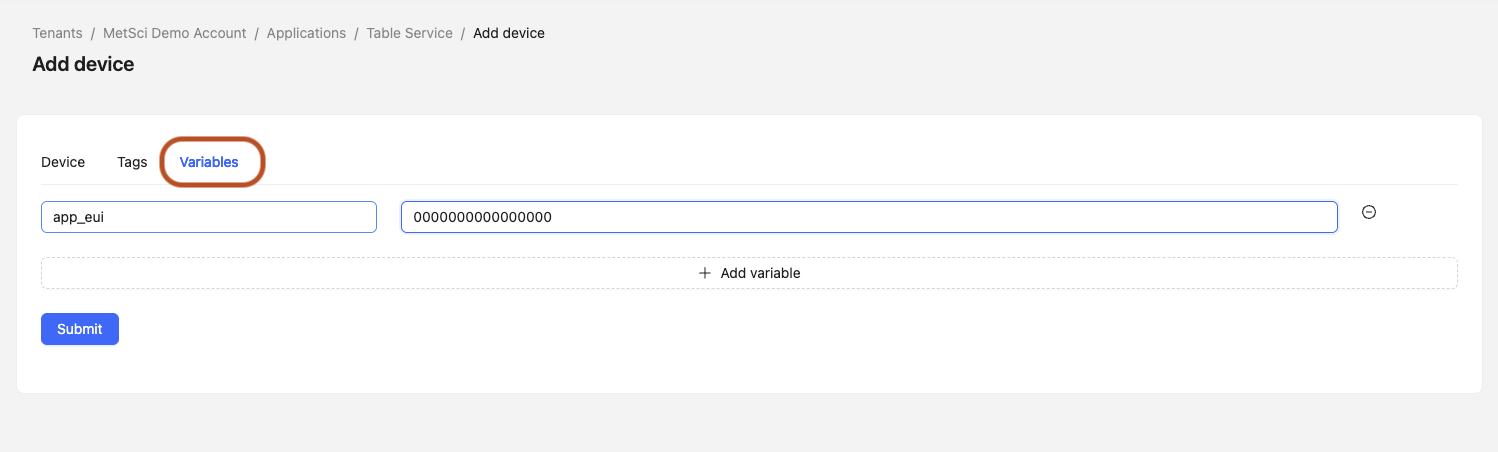 Tenants / MetSci Demo Account / Applications / Table Service / Add device
Add device
Device Tags Variables
app_eui 0000000000000000
+ Add variable
Submit